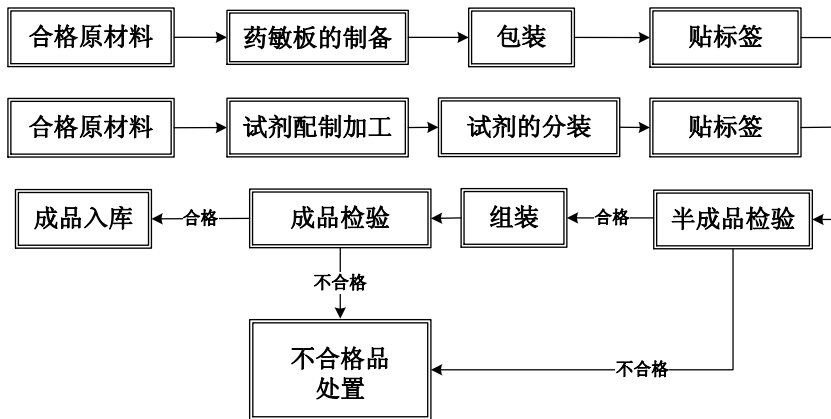 合格原材料
药敏板的制备
包装
贴标签
合格原材料
试剂配制加工
试剂的分装
贴标签
成品入库
合格
成品检验
组装
合格
半成品检验
不合格
不合格品
处置
不合格